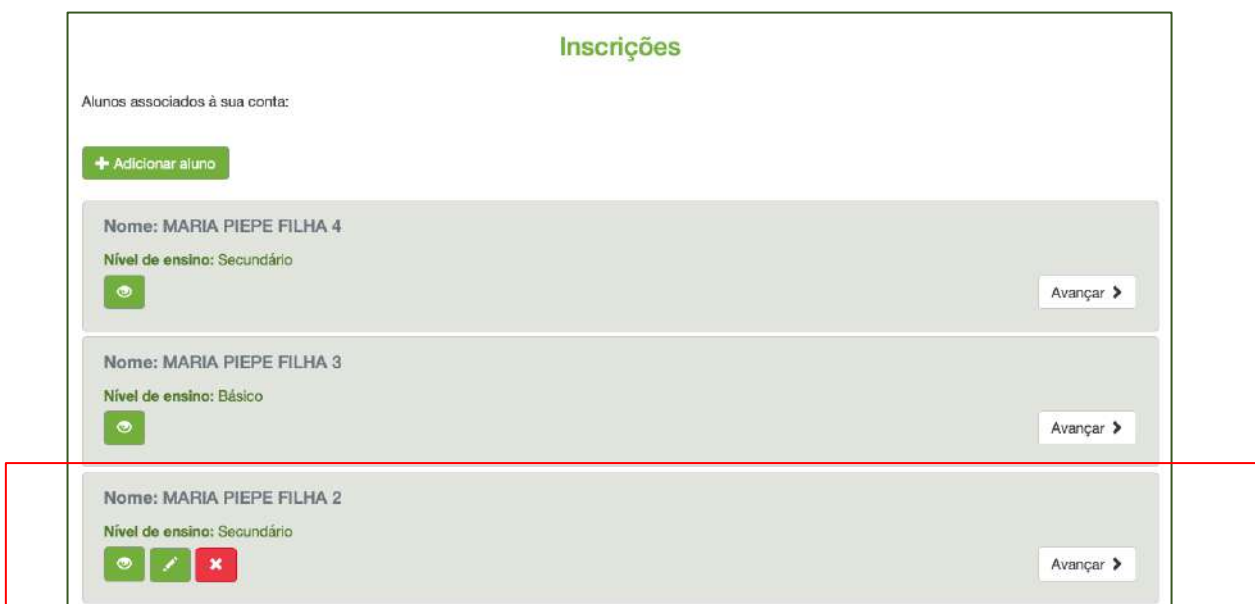 Inscrições
Alunos associados à sua conta:
Adicionar aluno
Nome: MARIA PIEPE FILHA 4
Nível de ensino: Secundário
Avançar
Nome: MARIA PIEPE FILHA 3
Nível de ensino: Básico
Avançar
Nome: MARIA PIEPE FILHA 2
Nível de ensino: Secundário
Avançar